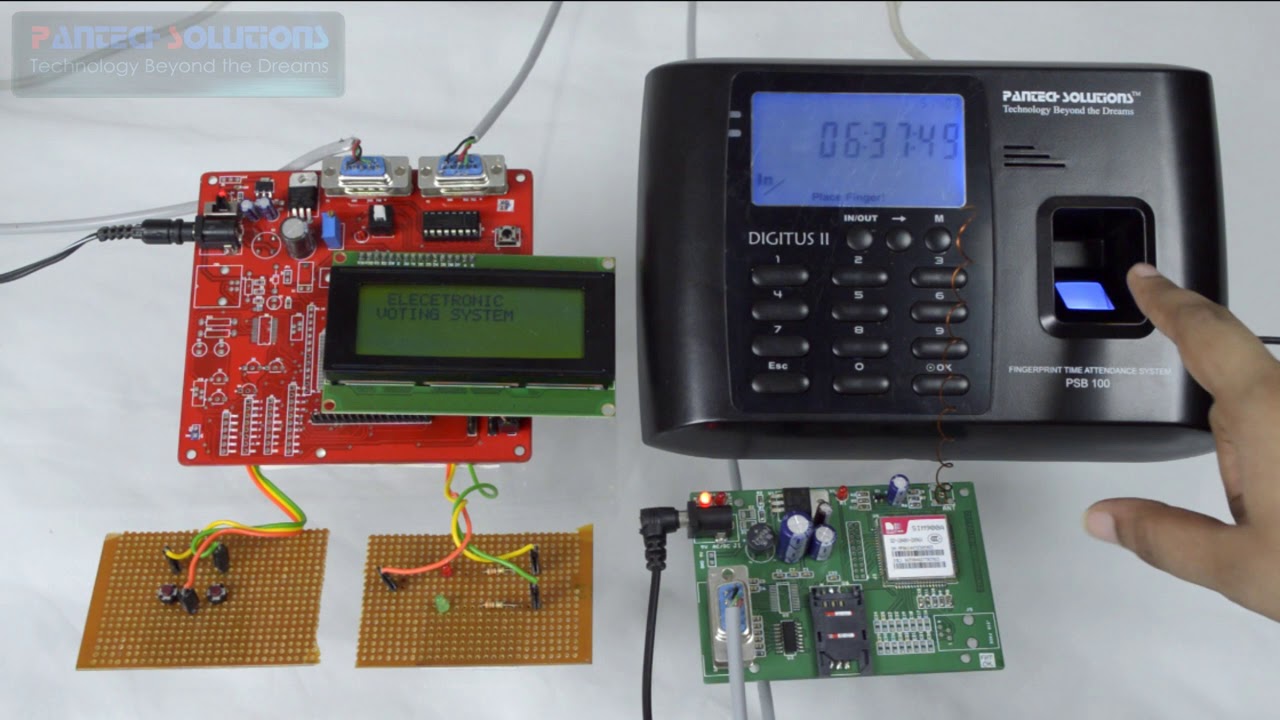 PANTECH SOLUTIONS
Technology Beyond the Dreams
ELECETRONIC
VOTING SYSTEM
06:37:49
In
Place Finger!
PANTECH SOLUTIONS™
Technology Beyond the Dreams
IN/OUT → M
DIGITUS II
1 2 3
4 5 6
7 8 9
Esc 0 OK
FINGERPRINT TIME ATTENDANCE SYSTEM
PSB 100
ANT
SIM900A